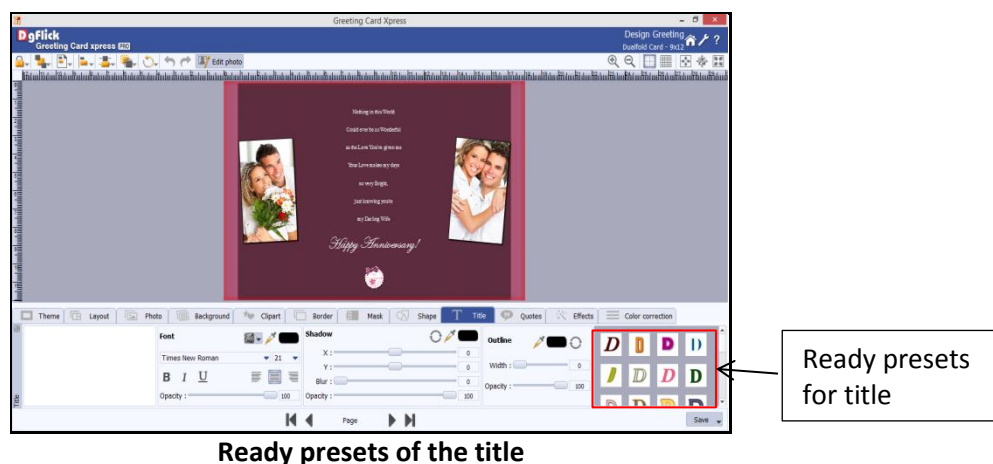 Greeting Card Xpress
DgFlick
Greeting Card xpress PRO
Design Greeting
Dualfold Card - 9x12
?
Edit photo
Nothing in this World
Could ever be as Wonderful
as the Love You've given me
Your Love makes my days
so very Bright,
just knowing you're
my Darling Wife
Happy Anniversary!
Theme
Layout
Photo
Background
Clipart
Border
Mask
Shape
T Title
Quotes
Effects
Color correction
Font
Times New Roman
21
B I U
Opacity : 100
Shadow
X : 0
Y : 0
Blur : 0
Opacity : 100
Outline
Width : 0
Opacity : 100
D D D D
D D D D
D D D D
Title
Page
Save
Ready presets
for title
Ready presets of the title